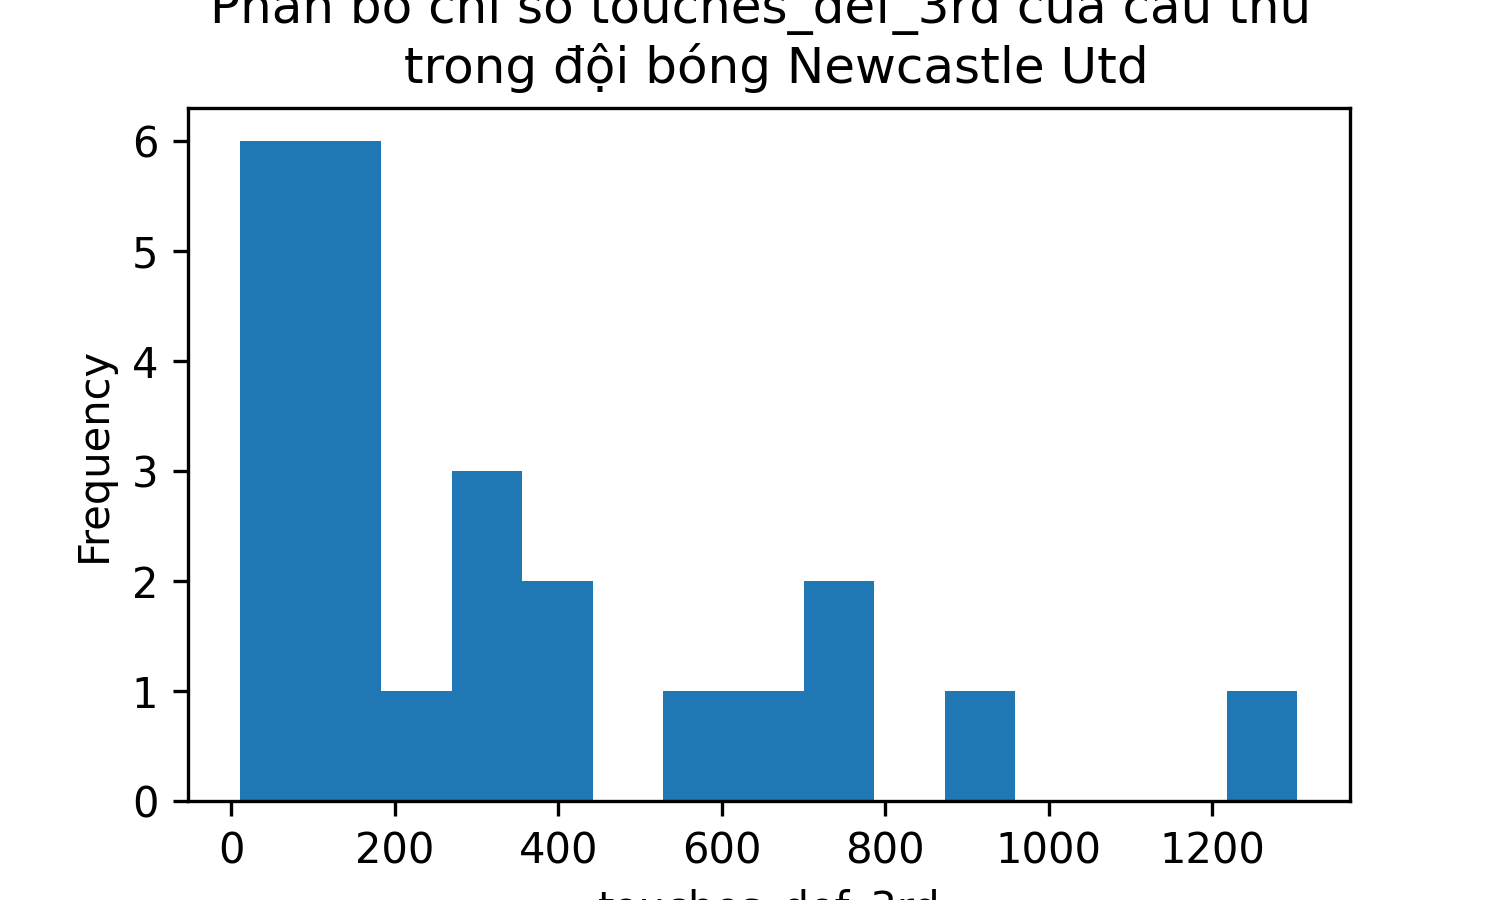 Phân bố chỉ số touches_def_3rd của cầu thủ
trong đội bóng Newcastle Utd
6
5
4
3
2
1
0
Frequency
0 200 400 600 800 1000 1200
touches_def_3rd